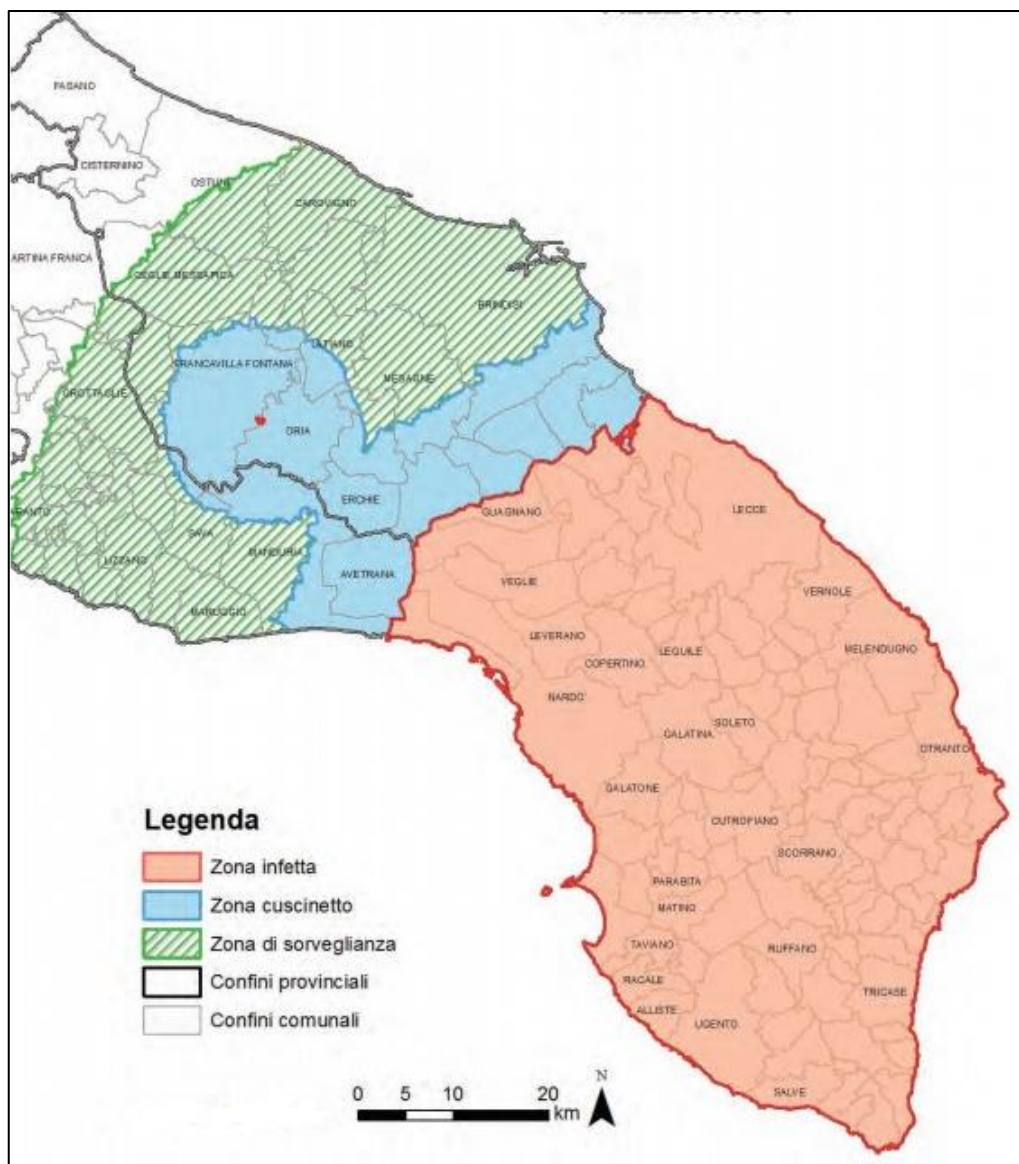 FASANO
CISTERNINO
OSTUNI
CAROVIGNO
ARTINA FRANCA
CEGLIE MESSAPICA
BRINDISI
LATIANO
FRANCAVILLA FONTANA
MESAGNE
GROTTAGLIE
ORIA
ERCHIE
GUAGNANO
LECCE
ARANTO
SAVA
MANDURIA
LIZZANO
AVETRANA
VEGLIE
VERNOLE
MARUGGIO
LEVERANO
LEQUILE
MELENDUGNO
COPERTINO
NARDO'
SOLETO
GALATINA
OTRANTO
GALATONE
CUTROFIANO
SCORRANO
PARABITA
MATINO
TAVIANO
RUFFANO
RACALE
TRICASE
ALLISTE
UGENTO
SALVE
Legenda
Zona infetta
Zona cuscinetto
Zona di sorveglianza
Confini provinciali
Confini comunali
0 5 10 20
km
N